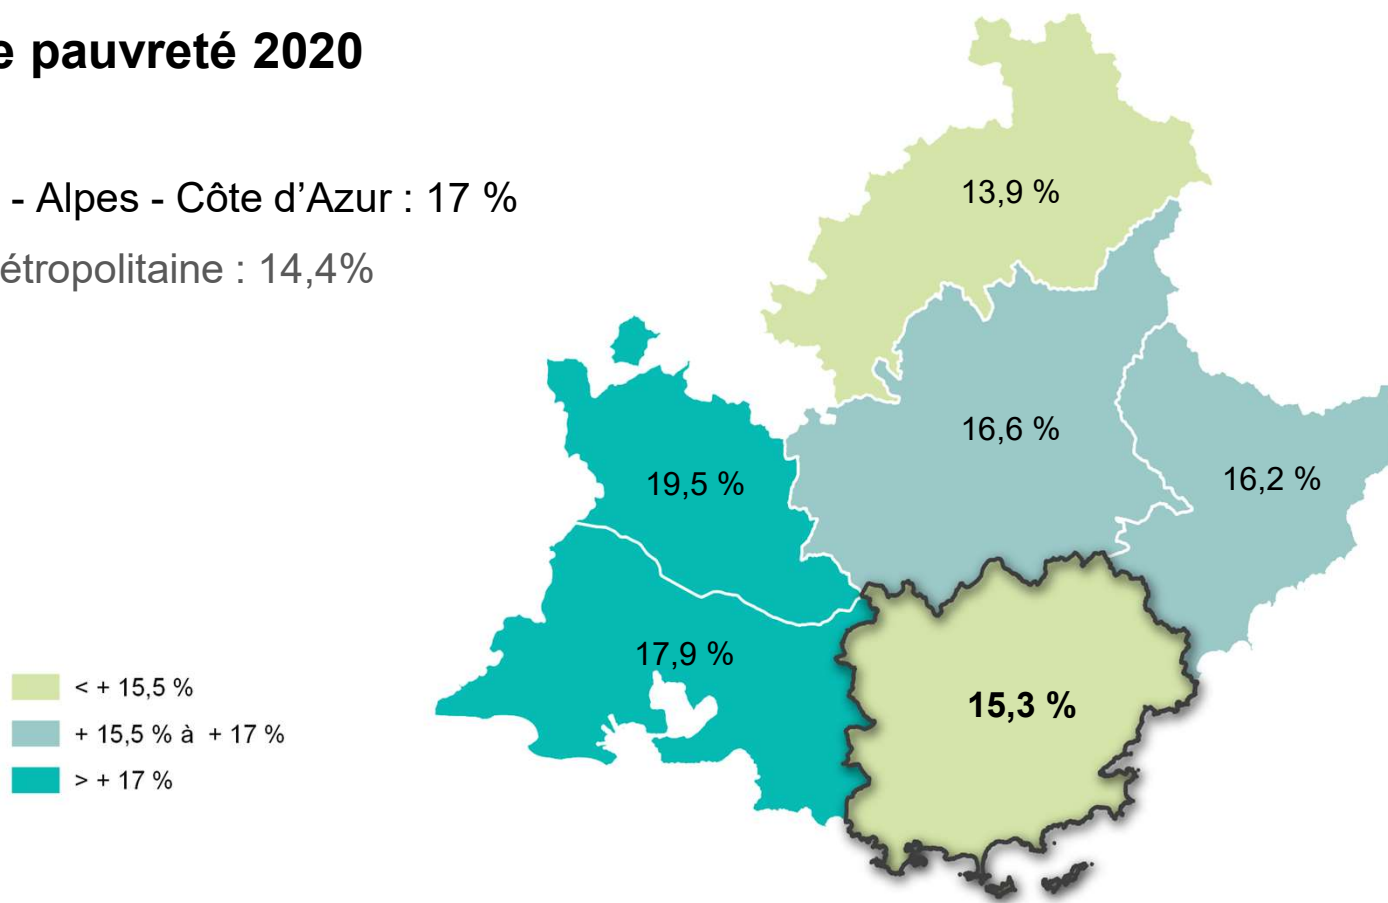 e pauvreté 2020
- Alpes - Côte d’Azur : 17 %
étropolitaine : 14,4%
13,9 %
16,6 %
16,2 %
19,5 %
17,9 %
15,3 %
< + 15,5 %
+ 15,5 % à + 17 %
> + 17 %